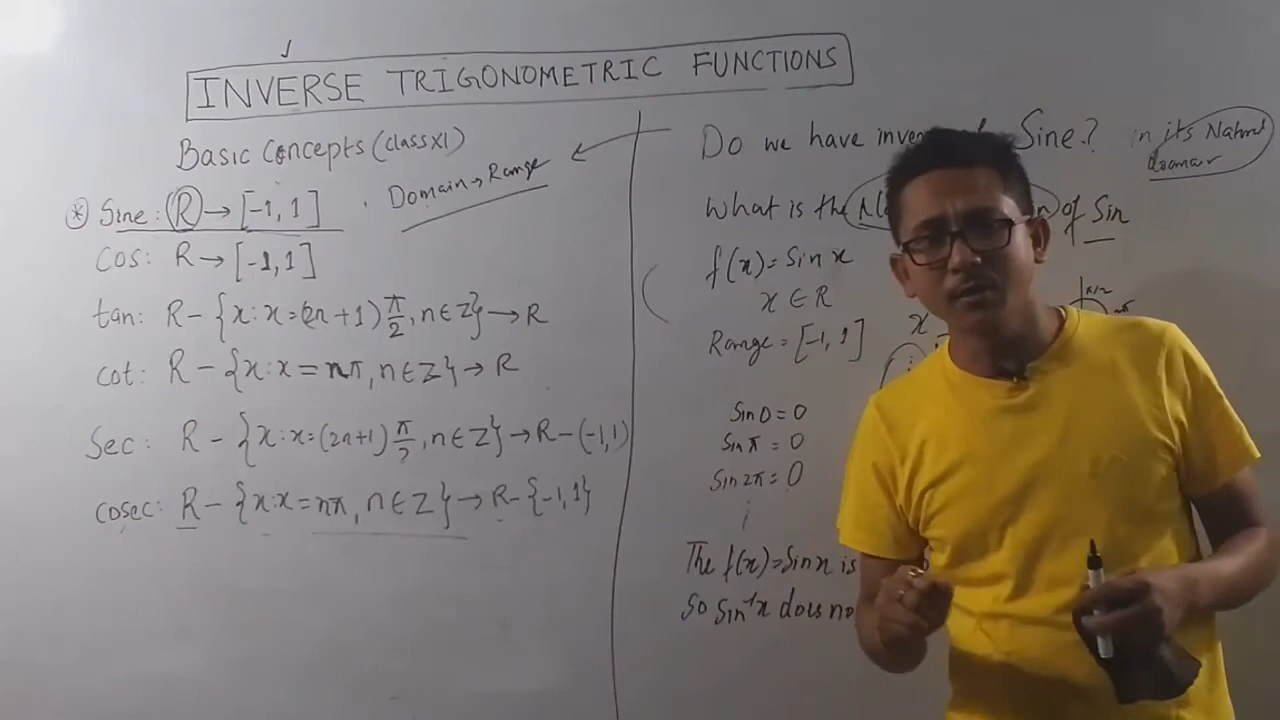 INVERSE TRIGONOMETRIC FUNCTIONS
Basic Concepts (class XI)
Domain → Range
* Sine: R → [-1, 1]
Cos: R → [-1, 1]
tan: R - {x: x = (2n+1) π/2, n ∈ Z} → R
cot: R - {x: x = nπ, n ∈ Z} → R
Sec: R - {x: x = (2n+1) π/2, n ∈ Z} → R - (-1, 1)
cosec: R - {x: x = nπ, n ∈ Z} → R - {-1, 1}
Do we have Sine? in its Natural
domain
What is the of Sin
f(x) = Sin x
x ∈ R
Range = [-1, 1]
x
π/2
Sin 0 = 0
Sin π = 0
Sin 2π = 0
The f(x) = Sin x is
So Sin⁻¹x does